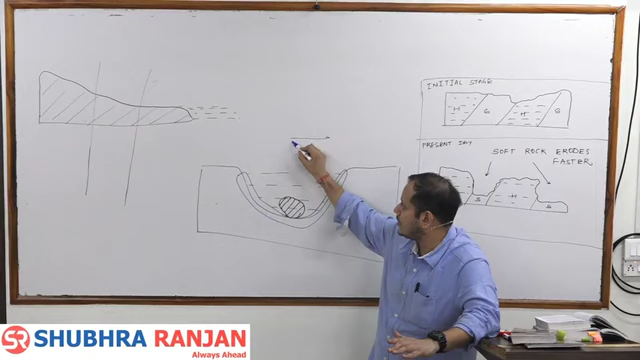 INITIAL STAGE
H
S
H
S
PRESENT DAY
SOFT ROCK ERODES
FASTER
S
H
S
SR SHUBHRA RANJAN
Always Ahead